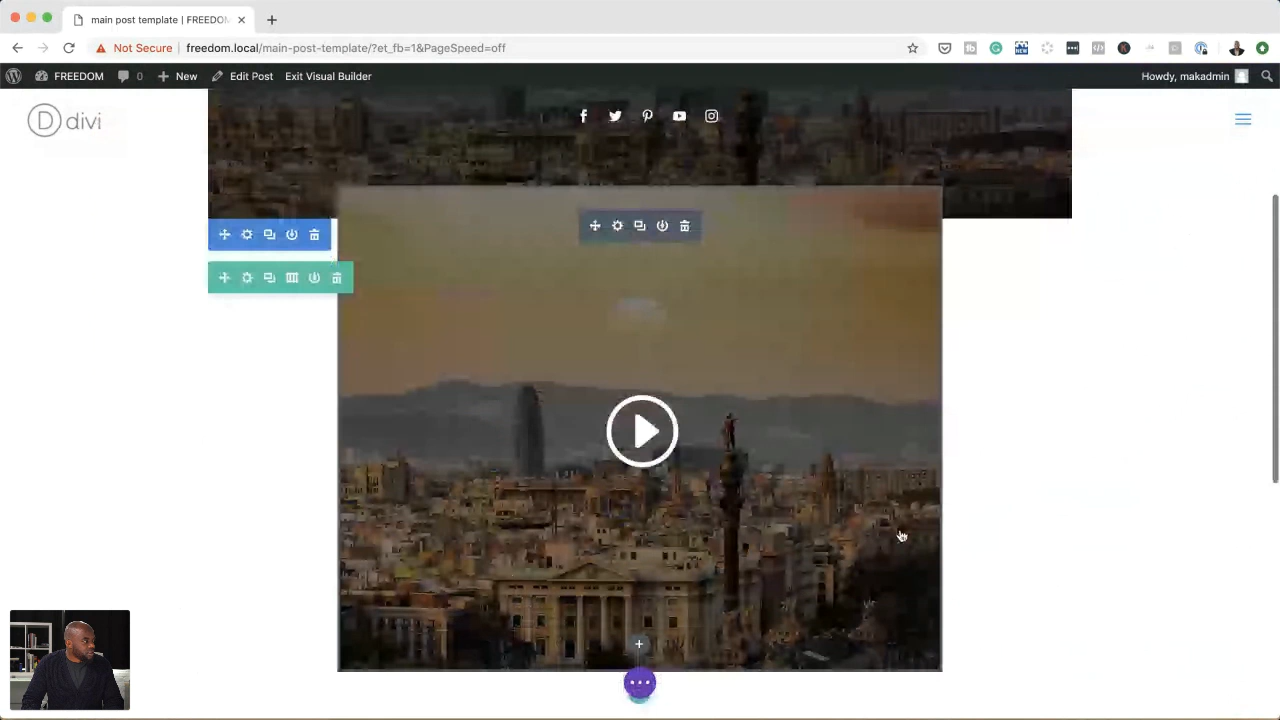 main post template | FREEDO
Not Secure | freedom.local/main-post-template/?et_fb=1&PageSpeed=off
FREEDOM 0 New Edit Post Exit Visual Builder Howdy, makadmin
D divi